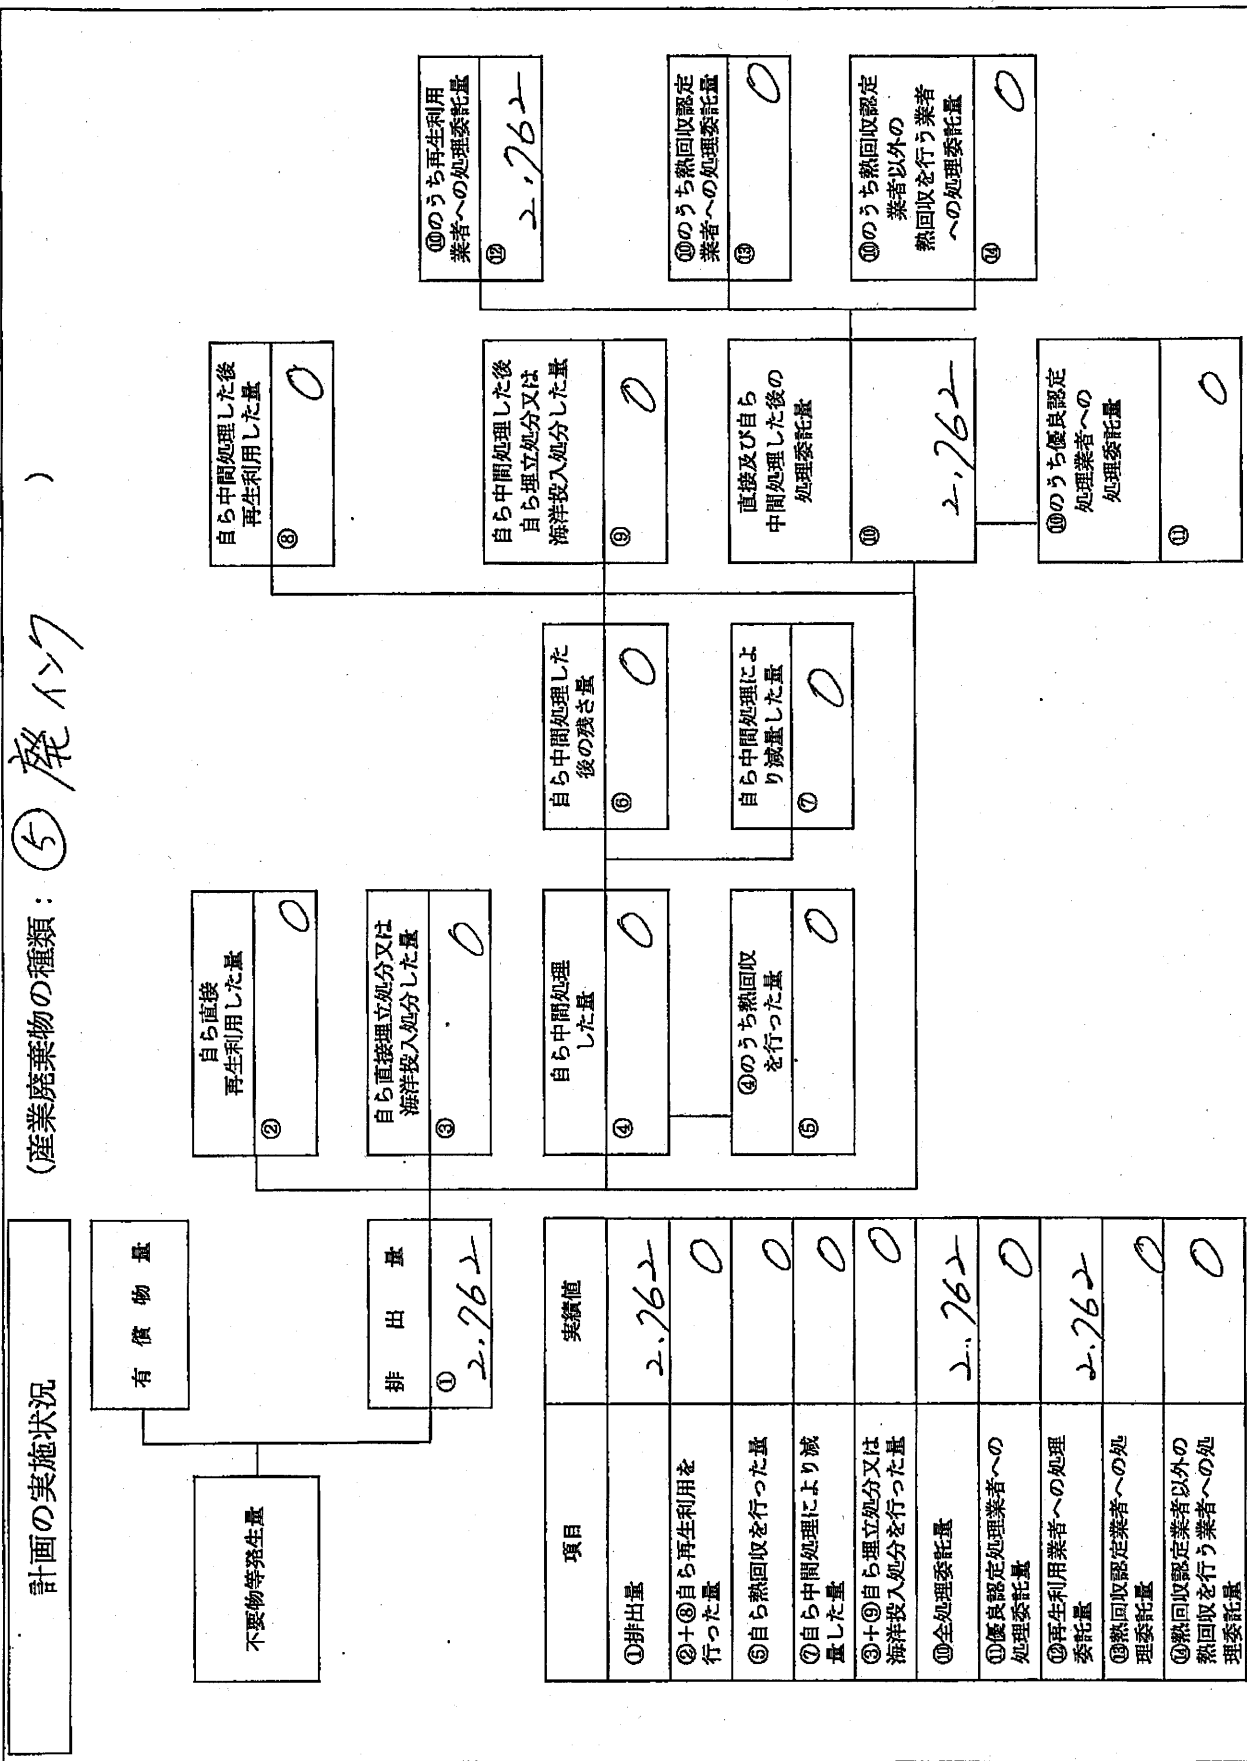 計画の実施状況
(産業廃棄物の種類: ⑤ 廃インク )
不要物等発生量
有償物量
排出量
① 2.762
自ら直接
再生利用した量
② 0
自ら直接埋立処分又は
海洋投入処分した量
③ 0
自ら中間処理
した量
④ 0
④のうち熱回収
を行った量
⑤ 0
自ら中間処理した
後の残さ量
⑥ 0
自ら中間処理によ
り減量した量
⑦ 0
自ら中間処理した後
再生利用した量
⑧ 0
自ら中間処理した後
自ら埋立処分又は
海洋投入処分した量
⑨ 0
直接及び自ら
中間処理した後の
処理委託量
⑩ 2.762
⑩のうち優良認定
処理業者への
処理委託量
⑪ 0
⑩のうち再生利用
業者への処理委託量
⑫ 2.762
⑩のうち熱回収認定
業者への処理委託量
⑬ 0
⑩のうち熱回収認定
業者以外の
熱回収を行う業者
への処理委託量
⑭ 0
項目 実績値
①排出量 2.762
②+⑧自ら再生利用を
行った量 0
⑤自ら熱回収を行った量 0
⑦自ら中間処理により減
量した量 0
③+⑨自ら埋立処分又は
海洋投入処分を行った量 0
⑩全処理委託量 2.762
⑪優良認定処理業者への
処理委託量 0
⑫再生利用業者への処理
委託量 2.762
⑬熱回収認定業者への処
理委託量 0
⑭熱回収認定業者以外の
熱回収を行う業者への処
理委託量 0